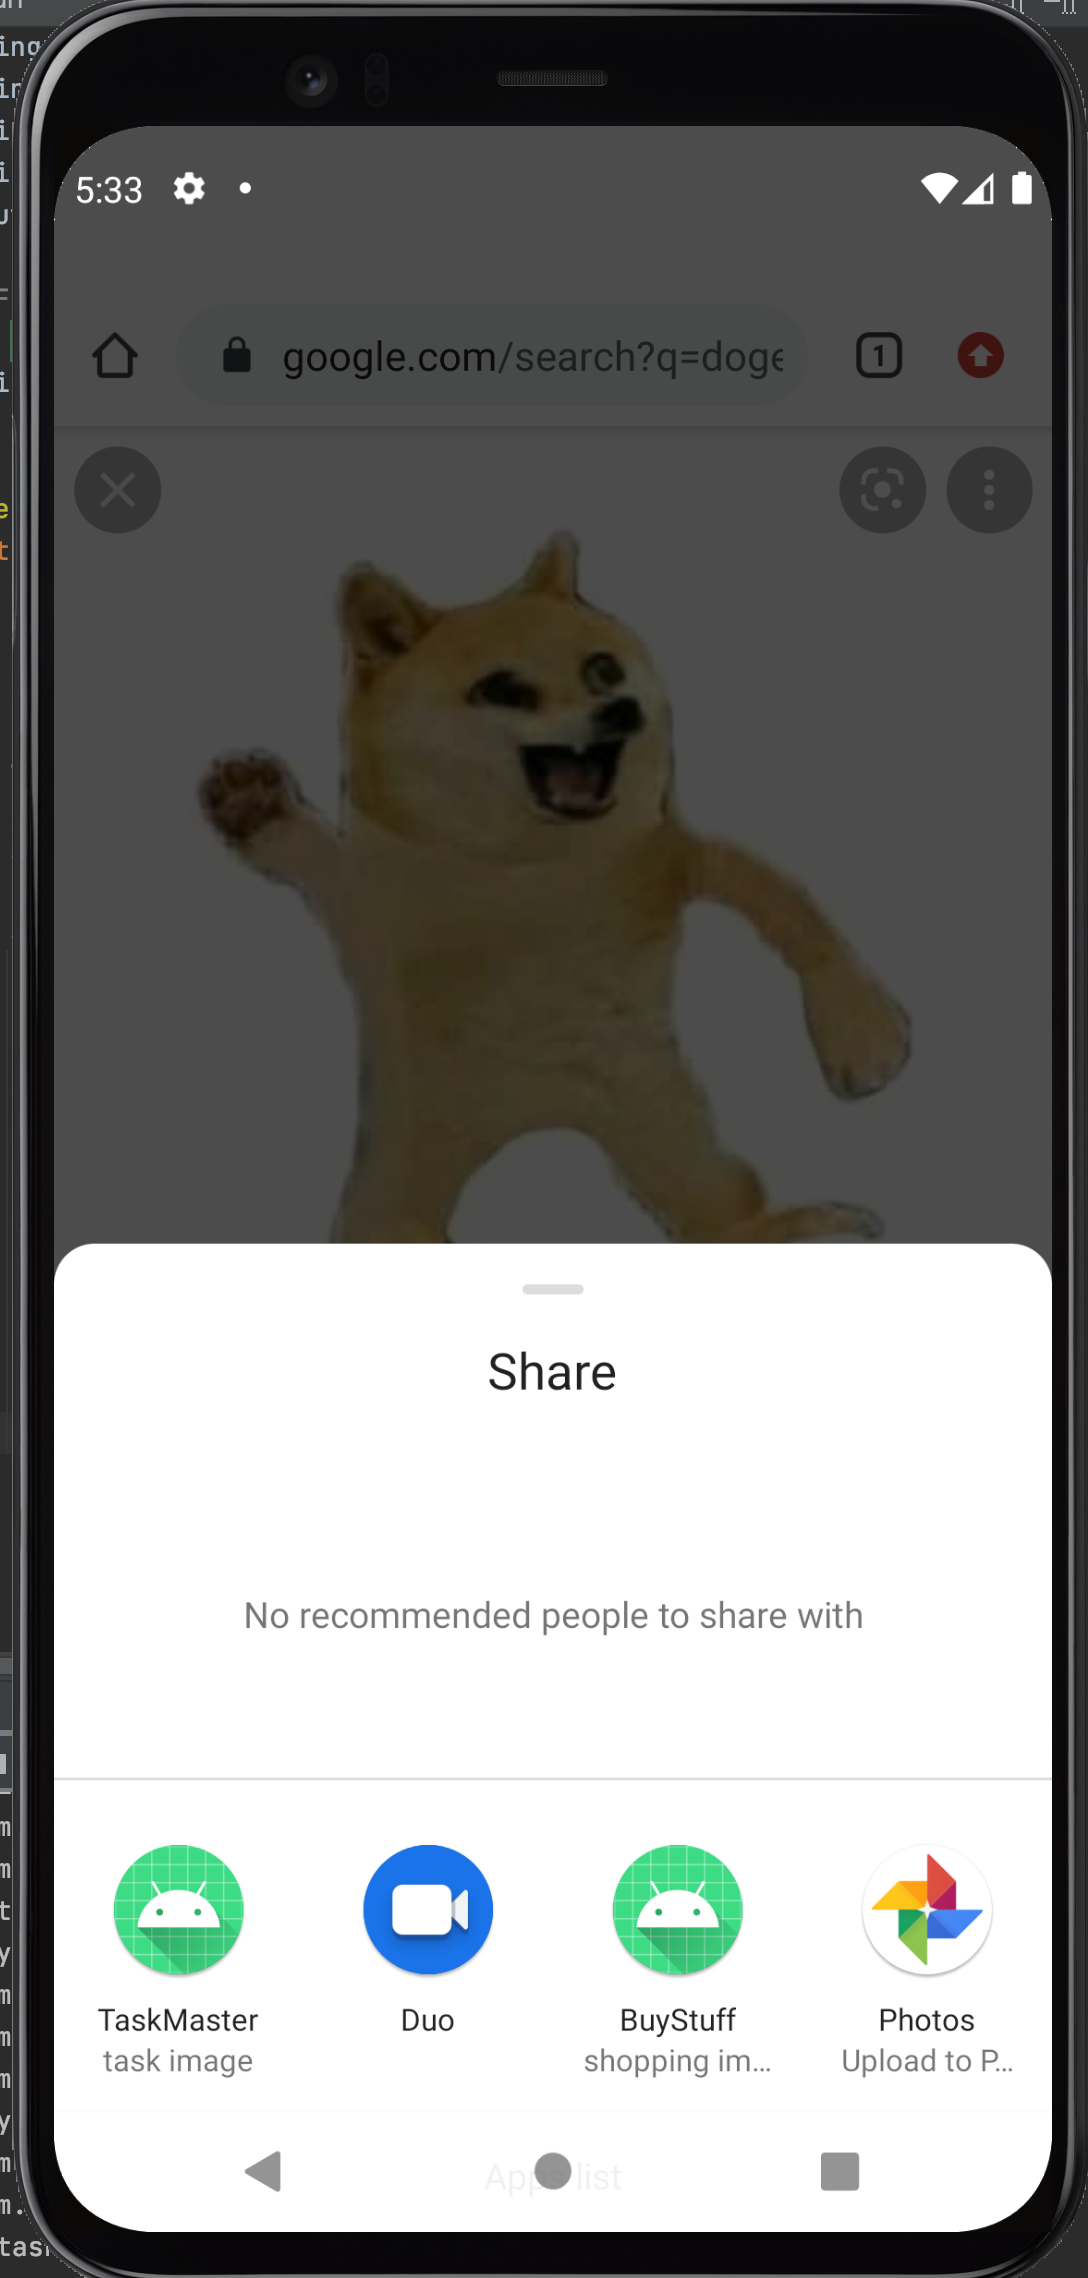 5:33
google.com/search?q=doge
1
Share
No recommended people to share with
TaskMaster
task image
Duo
BuyStuff
shopping im...
Photos
Upload to P...
Apps list